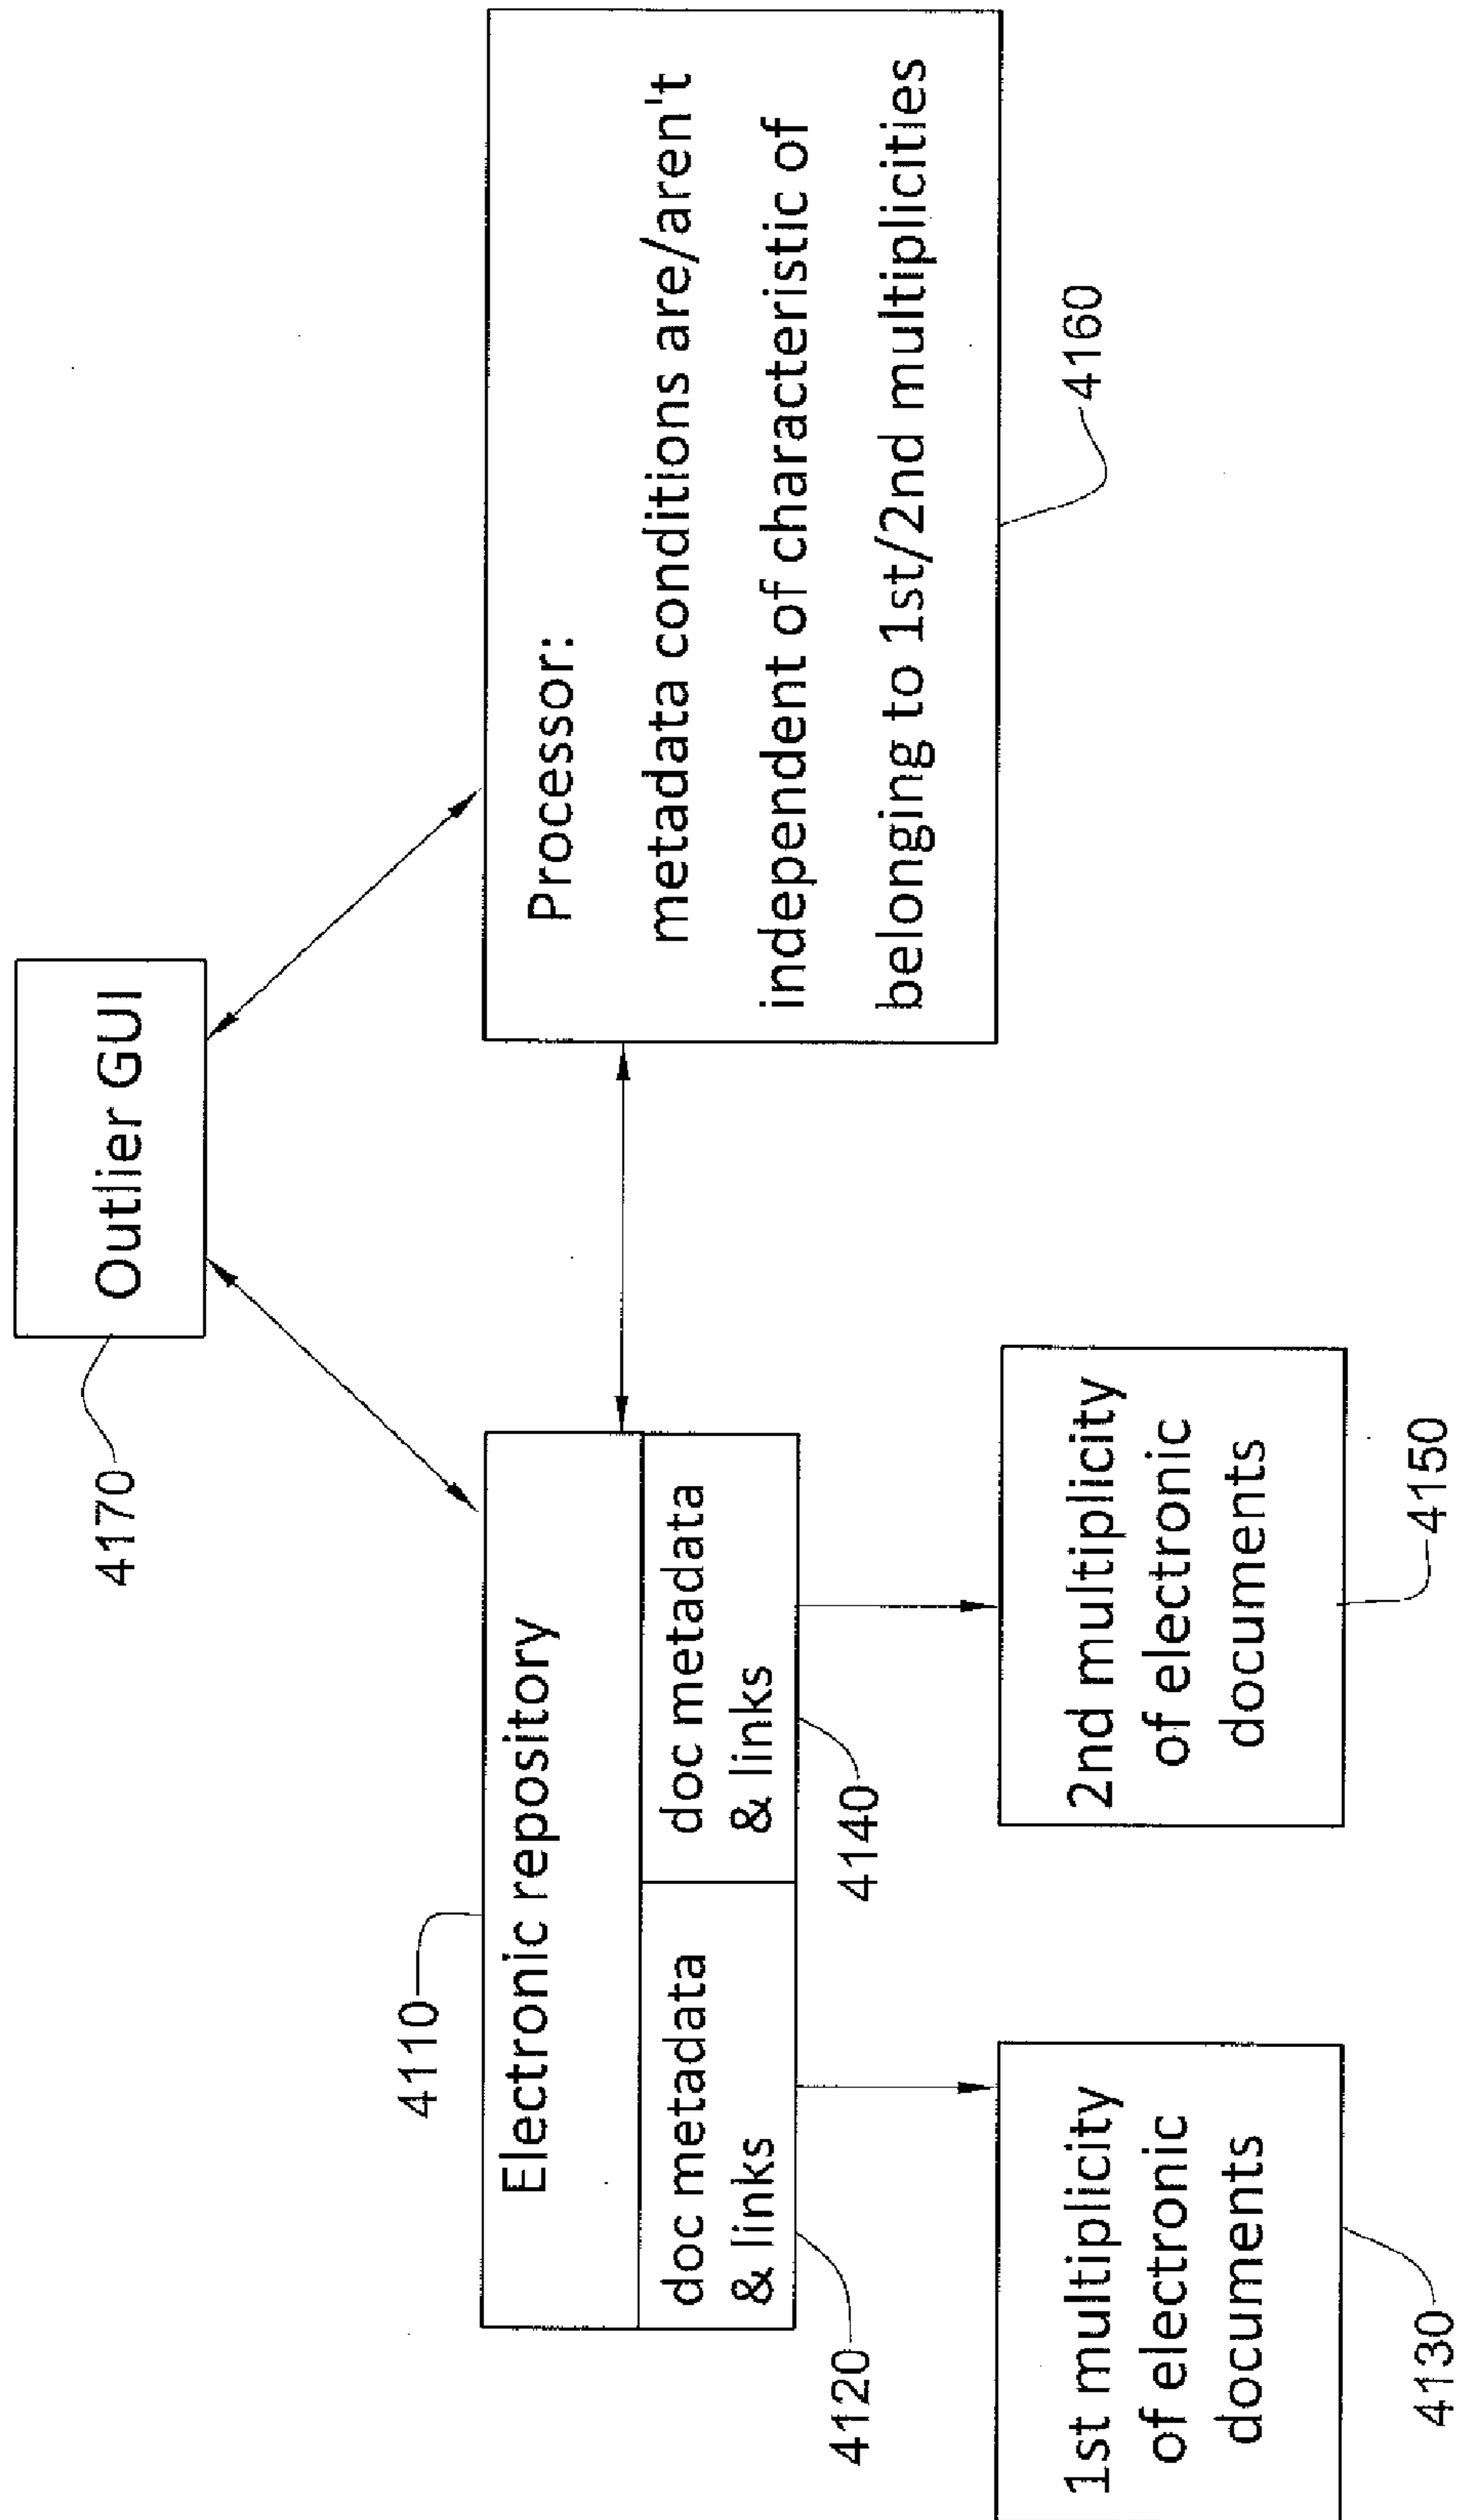 4170
Outlier GUI
4110
Electronic repository
doc metadata
& links
doc metadata
& links
4120
4140
Processor:
metadata conditions are/aren't
independent of characteristic of
belonging to 1st/2nd multiplicities
4160
1st multiplicity
of electronic
documents
4130
2nd multiplicity
of electronic
documents
4150